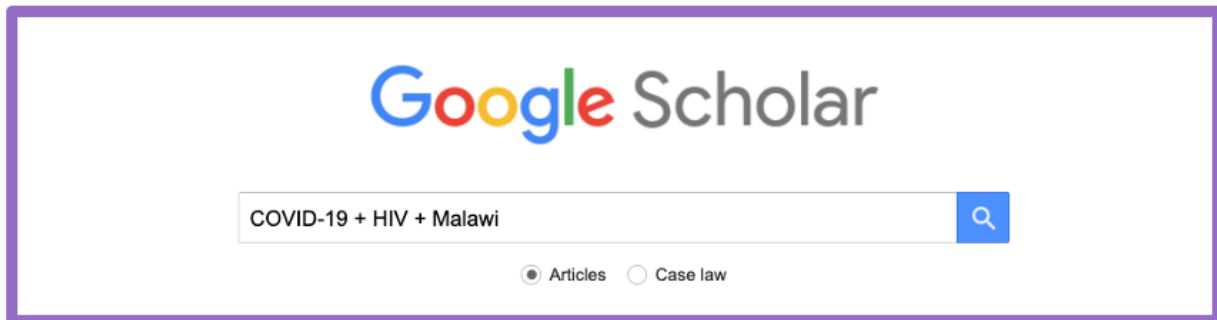 Google Scholar
COVID-19 + HIV + Malawi
Articles Case law